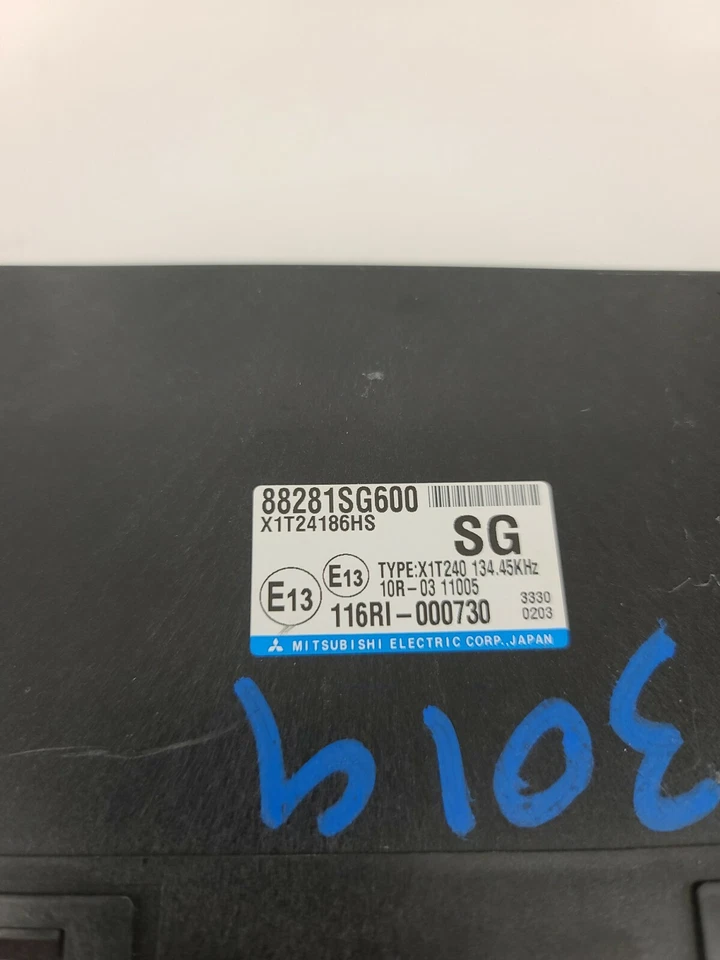 88281SG600
X1T24186HS
SG
E13 E13 TYPE:X1T240 134.45KHz
10R-03 11005
116RI-000730 3330
0203
MITSUBISHI ELECTRIC CORP., JAPAN